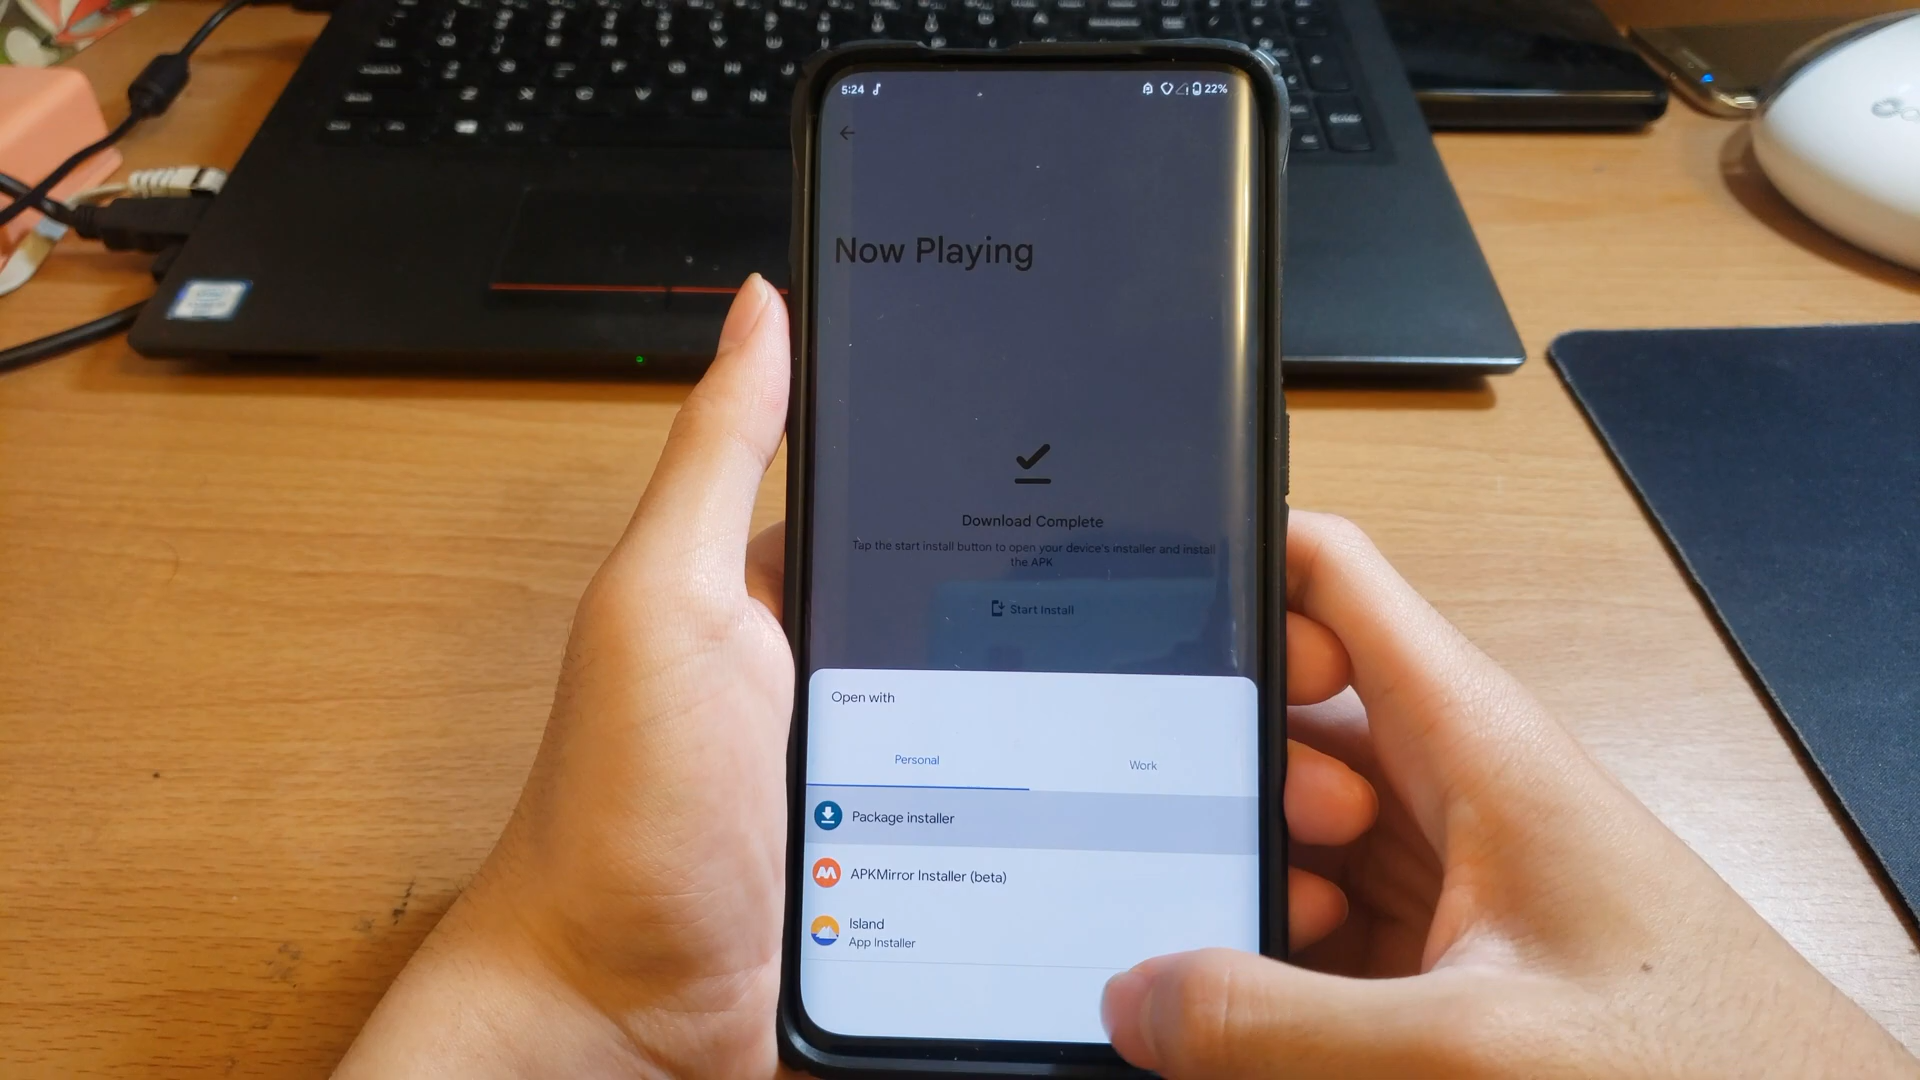 5:24
22%
Now Playing
Download Complete
Tap the start install button to open your device's installer and install
the APK
Start Install
Open with
Personal
Work
Package installer
APKMirror Installer (beta)
Island
App Installer